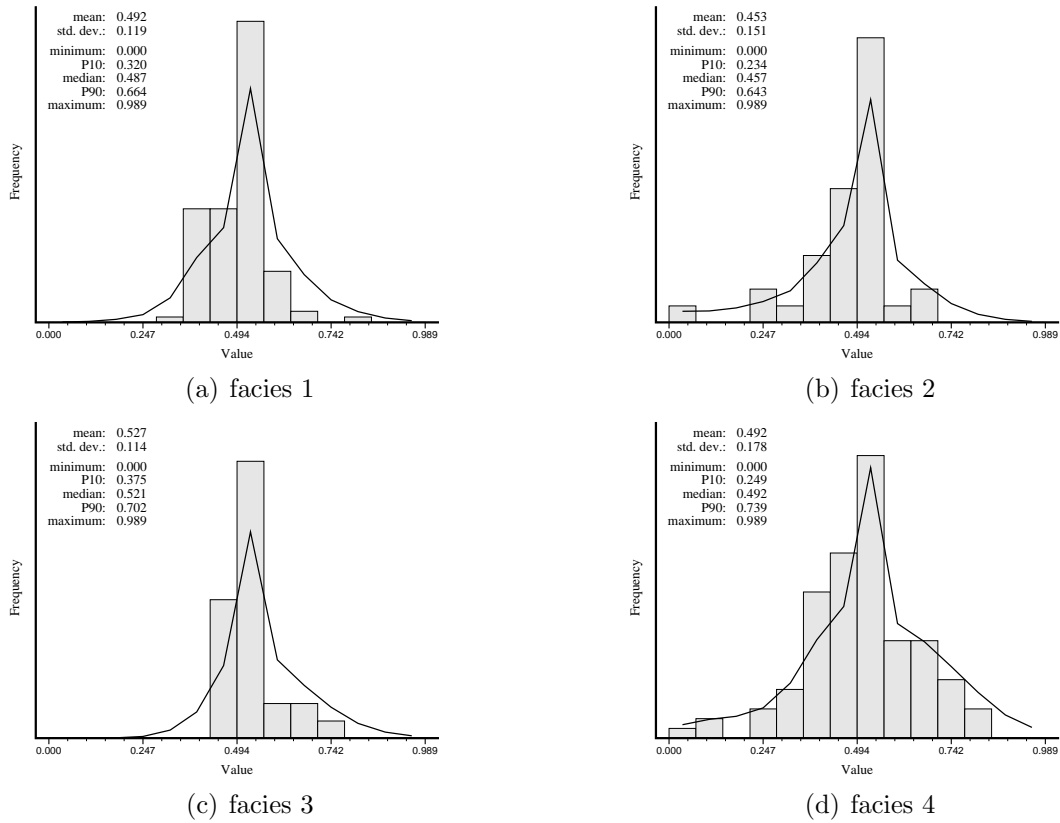 mean: 0.492
std. dev.: 0.119
minimum: 0.000
P10: 0.320
median: 0.487
P90: 0.664
maximum: 0.989
Frequency
0.000 0.247 0.494 0.742 0.989
Value
(a) facies 1
mean: 0.453
std. dev.: 0.151
minimum: 0.000
P10: 0.234
median: 0.457
P90: 0.643
maximum: 0.989
Frequency
0.000 0.247 0.494 0.742 0.989
Value
(b) facies 2
mean: 0.527
std. dev.: 0.114
minimum: 0.000
P10: 0.375
median: 0.521
P90: 0.702
maximum: 0.989
Frequency
0.000 0.247 0.494 0.742 0.989
Value
(c) facies 3
mean: 0.492
std. dev.: 0.178
minimum: 0.000
P10: 0.249
median: 0.492
P90: 0.739
maximum: 0.989
Frequency
0.000 0.247 0.494 0.742 0.989
Value
(d) facies 4